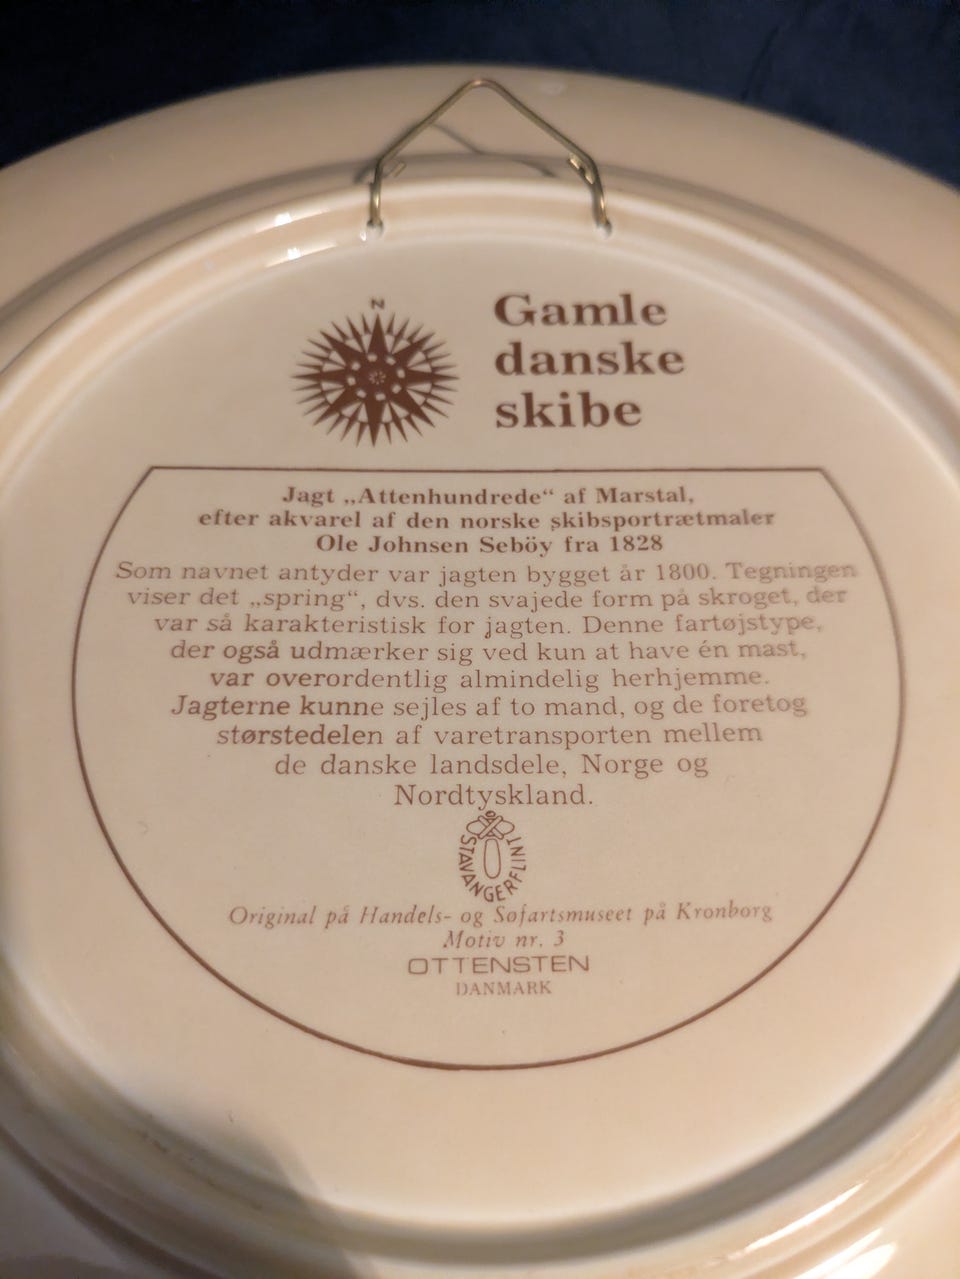 N
Gamle
danske
skibe
Jagt „Attenhundrede“ af Marstal,
efter akvarel af den norske skibsportrætmaler
Ole Johnsen Seböy fra 1828
Som navnet antyder var jagten bygget år 1800. Tegningen
viser det „spring“, dvs. den svajede form på skroget, der
var så karakteristisk for jagten. Denne fartøjstype,
der også udmærker sig ved kun at have én mast,
var overordentlig almindelig herhjemme.
Jagterne kunne sejles af to mand, og de foretog
størstedelen af varetransporten mellem
de danske landsdele, Norge og
Nordtyskland.
STAVANGERFLINT
Original på Handels- og Søfartsmuseet på Kronborg
Motiv nr. 3
OTTENSTEN
DANMARK